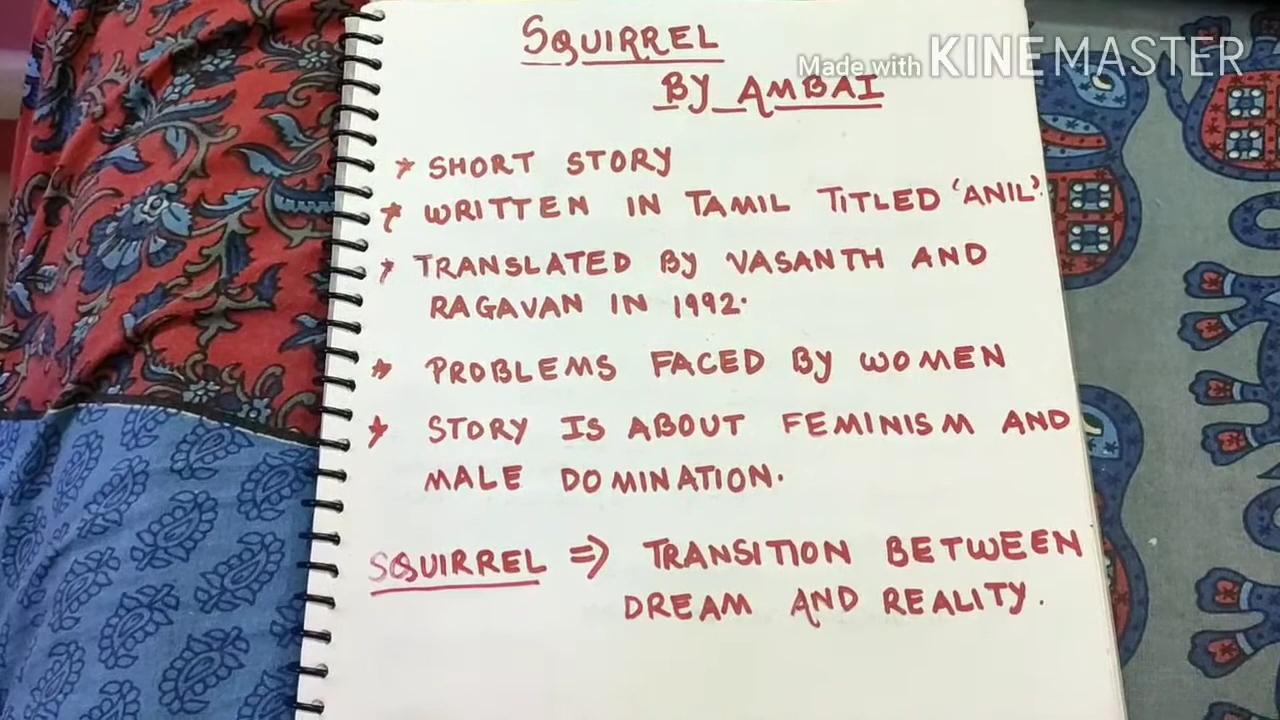 SQUIRREL
Made with KINEMASTER
BY AMBAI
* SHORT STORY
* WRITTEN IN TAMIL TITLED 'ANIL'.
* TRANSLATED By VASANTH AND
RAGAVAN IN 1992.
* PROBLEMS FACED By WOMEN
* STORY IS ABOUT FEMINISM AND
MALE DOMINATION.
SQUIRREL => TRANSITION BETWEEN
DREAM AND REALITY.